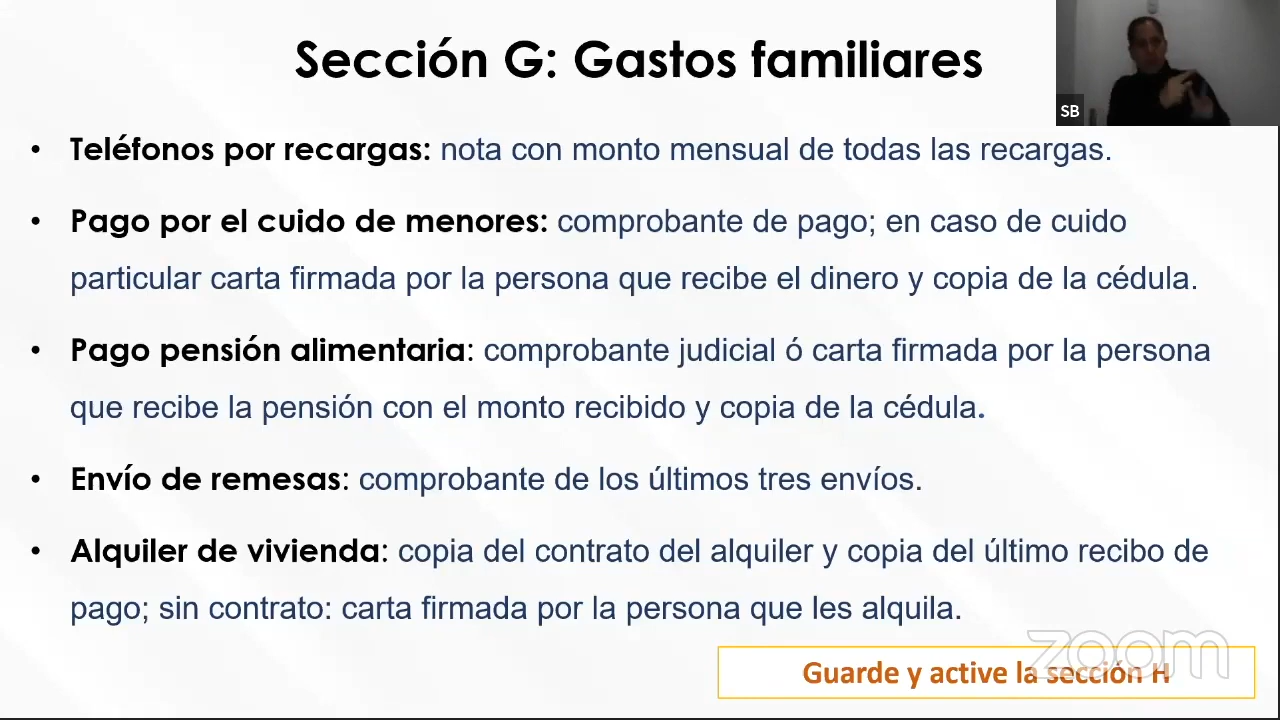 Sección G: Gastos familiares
SB
• Teléfonos por recargas: nota con monto mensual de todas las recargas.
• Pago por el cuido de menores: comprobante de pago; en caso de cuido
particular carta firmada por la persona que recibe el dinero y copia de la cédula.
• Pago pensión alimentaria: comprobante judicial ó carta firmada por la persona
que recibe la pensión con el monto recibido y copia de la cédula.
• Envío de remesas: comprobante de los últimos tres envíos.
• Alquiler de vivienda: copia del contrato del alquiler y copia del último recibo de
pago; sin contrato: carta firmada por la persona que les alquila.
zoom
Guarde y active la sección H